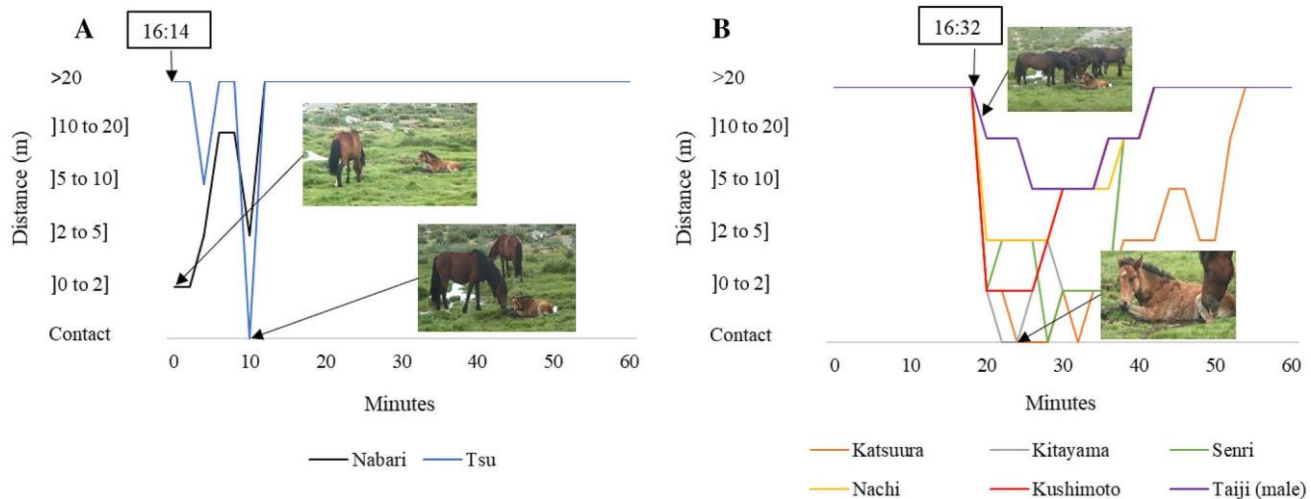 A
16:14
>20
]10 to 20]
]5 to 10]
]2 to 5]
]0 to 2]
Contact
Distance (m)
0 10 20 30 40 50 60
Minutes
Nabari Tsu
B
16:32
>20
]10 to 20]
]5 to 10]
]2 to 5]
]0 to 2]
Contact
Distance (m)
0 10 20 30 40 50 60
Minutes
Katsuura Kitayama Senri
Nachi Kushimoto Taiji (male)